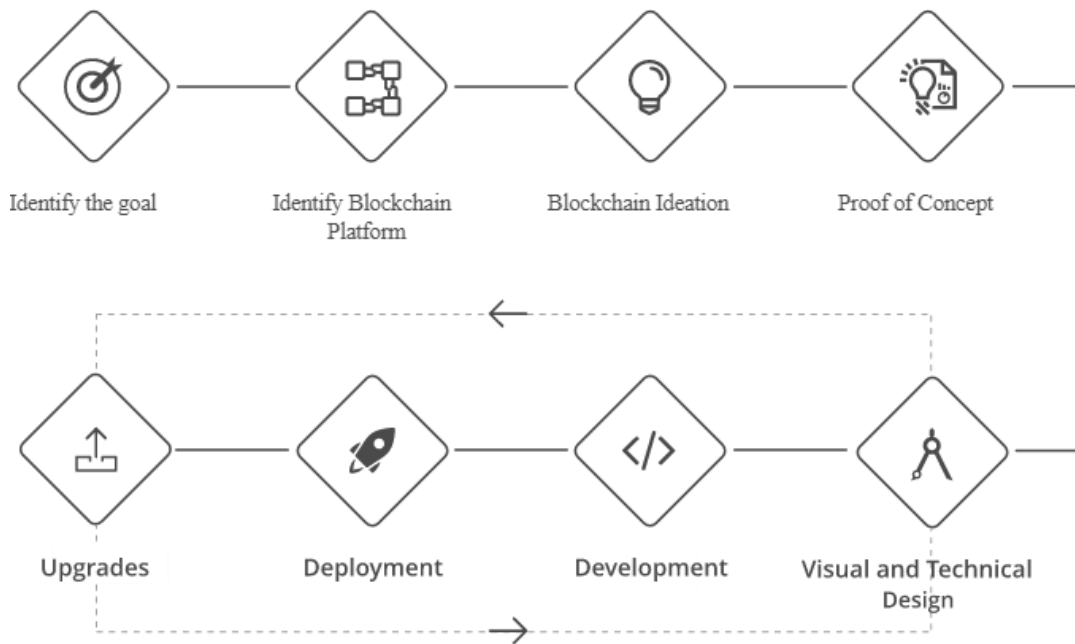 Identify the goal
Identify Blockchain
Platform
Blockchain Ideation
Proof of Concept
Upgrades
Deployment
Development
Visual and Technical
Design